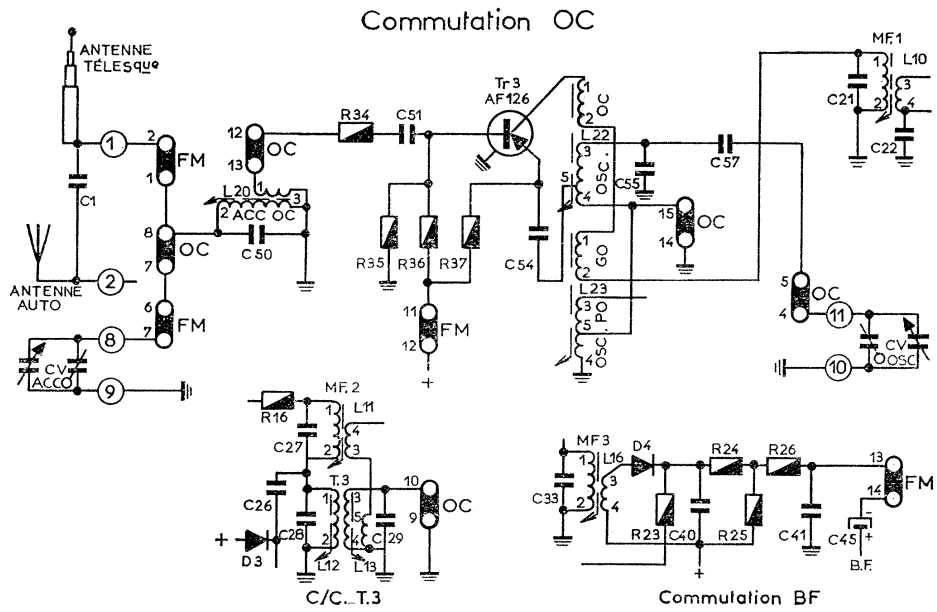 Commutation OC
ANTENNE
TÉLESque
1
2
FM
1
C1
8
OC
7
2
ANTENNE
AUTO
6
FM
7
8
CV
ACCO
9
12
OC
13
L20
1
2
3
ACC OC
C50
R34
C51
R35
R36
R37
11
FM
12
-
+
Tr3
AF126
C54
1
OC
2
L22
3
5
4
OSC.
1
GO
2
L23
3
5
4
OSC.PO
C55
C57
15
OC
14
MF.1
1
L10
C21
3
2
4
C22
5
OC
4
11
CV
O OSC
10
MF.2
R16
1
L11
4
C27
2
3
T.3
C26
1
3
10
OC
5
9
C28
2
4
C29
+
D3
L12
L13
C/C._T.3
MF3
L16
D4
R24
R26
1
3
13
FM
C33
2
4
14
R23
C40
R25
C41
C45
-
+
+
B.F.
Commutation BF